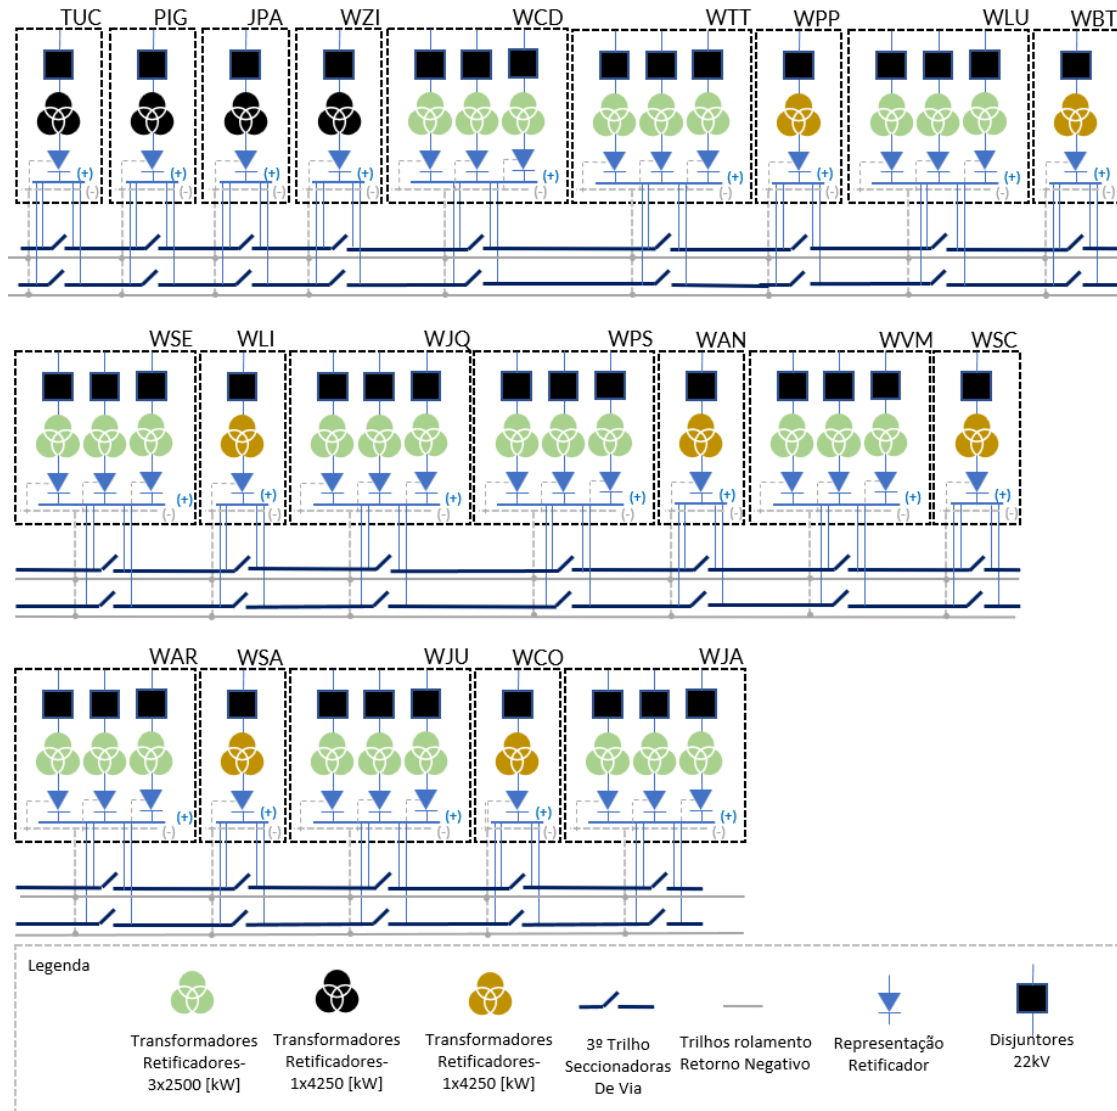 TUC PIG JPA WZI WCD WTT WPP WLU WBT
(+) (+) (+) (+) (+) (+) (+) (+) (+)
(-) (-) (-) (-) (-) (-) (-) (-) (-)
WSE WLI WJQ WPS WAN WVM WSC
(+) (+) (+) (+) (+) (+) (+)
(-) (-) (-) (-) (-) (-) (-)
WAR WSA WJU WCO WJA
(+) (+) (+) (+) (+)
(-) (-) (-) (-) (-)
Legenda
Transformadores
Retificadores-
3x2500 [kW]
Transformadores
Retificadores-
1x4250 [kW]
Transformadores
Retificadores-
1x4250 [kW]
3º Trilho
Seccionadoras
De Via
Trilhos rolamento
Retorno Negativo
Representação
Retificador
Disjuntores
22kV